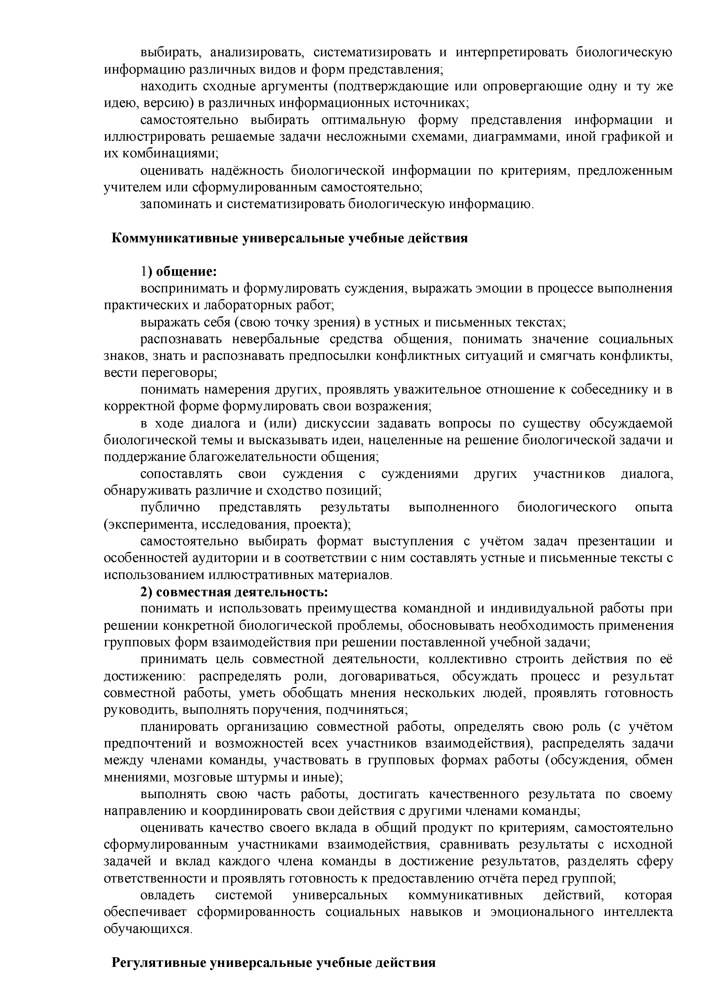 выбирать, анализировать, систематизировать и интерпретировать биологическую
информацию различных видов и форм представления;
находить сходные аргументы (подтверждающие или опровергающие одну и ту же
идею, версию) в различных информационных источниках;
самостоятельно выбирать оптимальную форму представления информации и
иллюстрировать решаемые задачи несложными схемами, диаграммами, иной графикой и
их комбинациями;
оценивать надёжность биологической информации по критериям, предложенным
учителем или сформулированным самостоятельно;
запоминать и систематизировать биологическую информацию.
Коммуникативные универсальные учебные действия
1) общение:
воспринимать и формулировать суждения, выражать эмоции в процессе выполнения
практических и лабораторных работ;
выражать себя (свою точку зрения) в устных и письменных текстах;
распознавать невербальные средства общения, понимать значение социальных
знаков, знать и распознавать предпосылки конфликтных ситуаций и смягчать конфликты,
вести переговоры;
понимать намерения других, проявлять уважительное отношение к собеседнику и в
корректной форме формулировать свои возражения;
в ходе диалога и (или) дискуссии задавать вопросы по существу обсуждаемой
биологической темы и высказывать идеи, нацеленные на решение биологической задачи и
поддержание благожелательности общения;
сопоставлять свои суждения с суждениями других участников диалога,
обнаруживать различие и сходство позиций;
публично представлять результаты выполненного биологического опыта
(эксперимента, исследования, проекта);
самостоятельно выбирать формат выступления с учётом задач презентации и
особенностей аудитории и в соответствии с ним составлять устные и письменные тексты с
использованием иллюстративных материалов.
2) совместная деятельность:
понимать и использовать преимущества командной и индивидуальной работы при
решении конкретной биологической проблемы, обосновывать необходимость применения
групповых форм взаимодействия при решении поставленной учебной задачи;
принимать цель совместной деятельности, коллективно строить действия по её
достижению: распределять роли, договариваться, обсуждать процесс и результат
совместной работы, уметь обобщать мнения нескольких людей, проявлять готовность
руководить, выполнять поручения, подчиняться;
планировать организацию совместной работы, определять свою роль (с учётом
предпочтений и возможностей всех участников взаимодействия), распределять задачи
между членами команды, участвовать в групповых формах работы (обсуждения, обмен
мнениями, мозговые штурмы и иные);
выполнять свою часть работы, достигать качественного результата по своему
направлению и координировать свои действия с другими членами команды;
оценивать качество своего вклада в общий продукт по критериям, самостоятельно
сформулированным участниками взаимодействия, сравнивать результаты с исходной
задачей и вклад каждого члена команды в достижение результатов, разделять сферу
ответственности и проявлять готовность к предоставлению отчёта перед группой;
овладеть системой универсальных коммуникативных действий, которая
обеспечивает сформированность социальных навыков и эмоционального интеллекта
обучающихся.
Регулятивные универсальные учебные действия